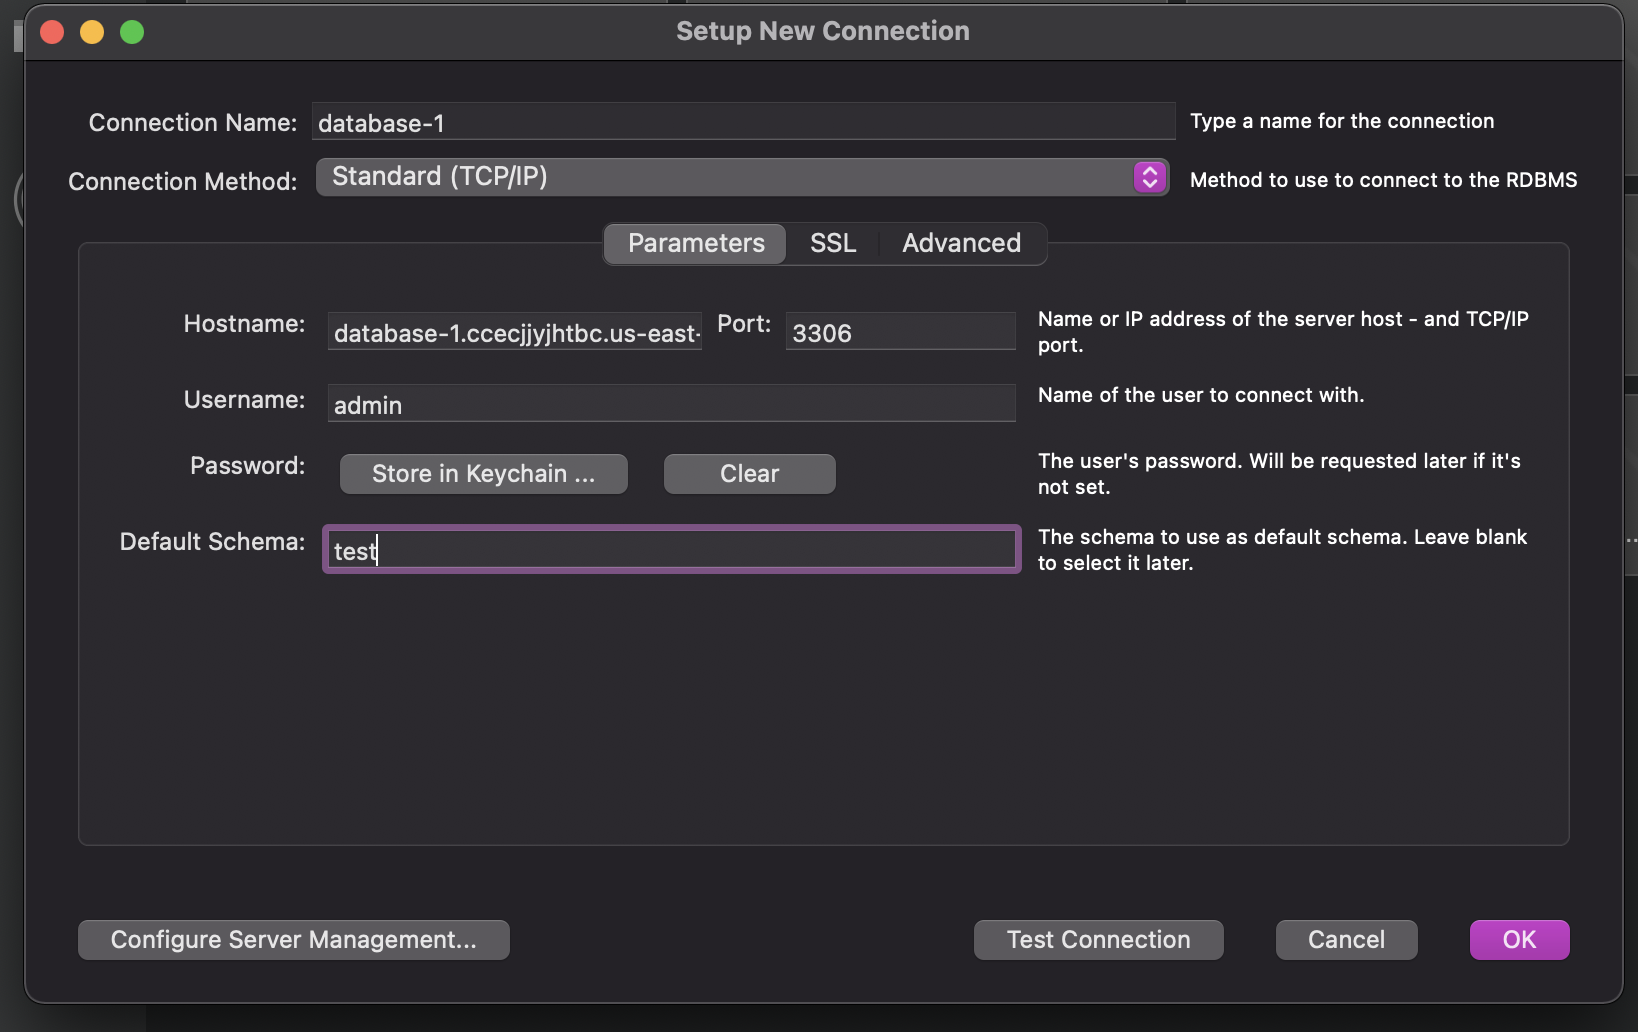 Setup New Connection
Connection Name: database-1 Type a name for the connection
Connection Method: Standard (TCP/IP) Method to use to connect to the RDBMS
Parameters SSL Advanced
Hostname: database-1.ccecjjyjhtbc.us-east- Port: 3306 Name or IP address of the server host - and TCP/IP
port.
Username: admin Name of the user to connect with.
Password: Store in Keychain ... Clear The user's password. Will be requested later if it's
not set.
Default Schema: test The schema to use as default schema. Leave blank
to select it later.
Configure Server Management... Test Connection Cancel OK